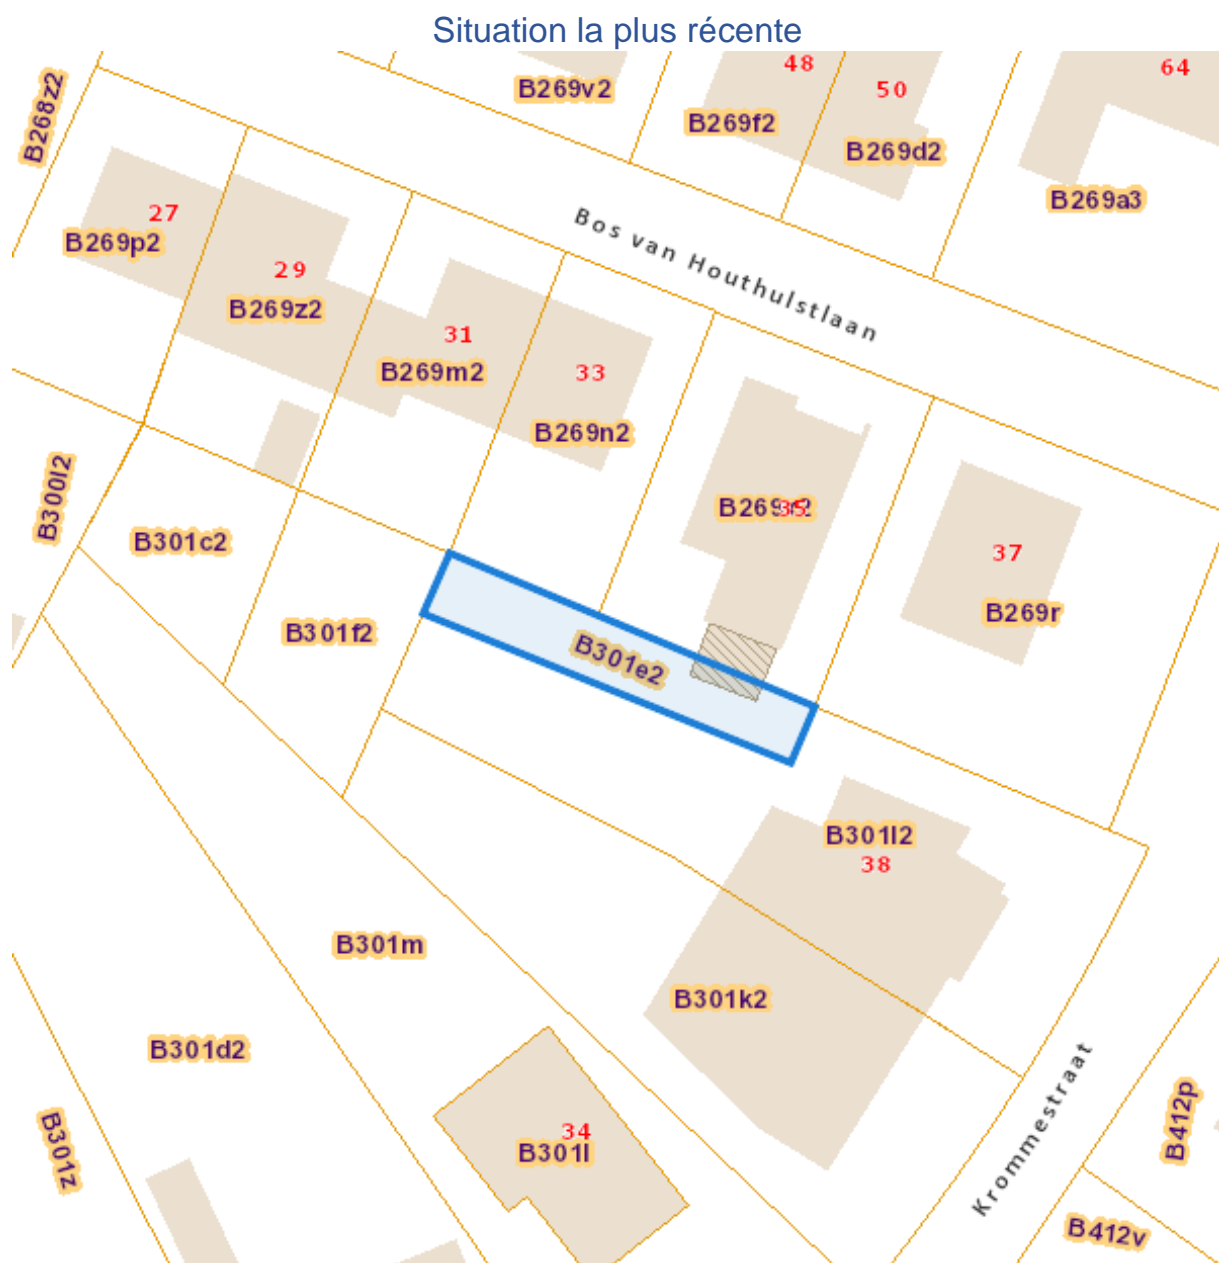 Situation la plus récente
B268z2
B269v2
48
B269f2
50
B269d2
64
B269a3
27
B269p2
29
B269z2
Bos van Houthulstlaan
31
B269m2
33
B269n2
35
37
B269r
B300l2
B301c2
B301f2
B301e2
B301l2
38
B301m
B301k2
B301d2
B301z
34
B301l
Krommestraat
B412p
B412v